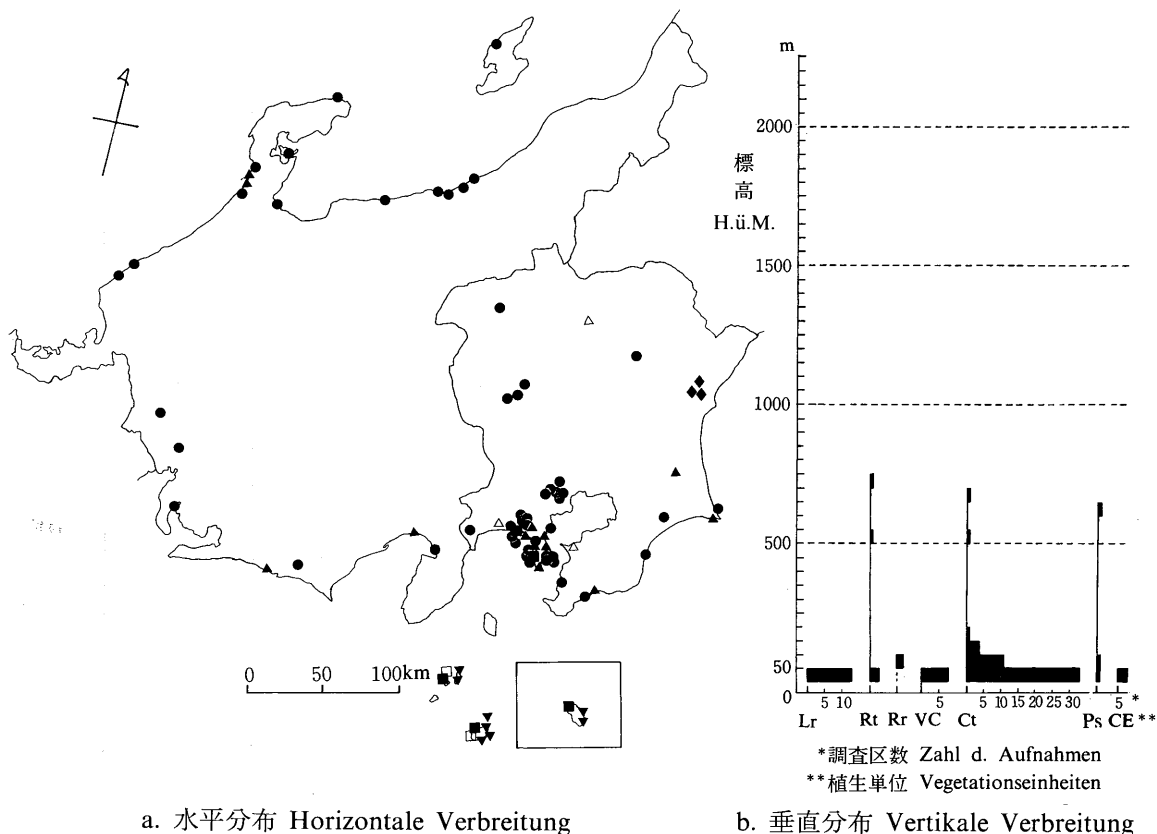 m
2000
標
高
H.ü.M.
1500
1000
500
50
0
0 50 100km
5 10 5 5 10 15 20 25 30 5 *
Lr Rt Rr VC Ct Ps CE **
*調査区数 Zahl d. Aufnahmen
**植生単位 Vegetationseinheiten
a. 水平分布 Horizontale Verbreitung
b. 垂直分布 Vertikale Verbreitung